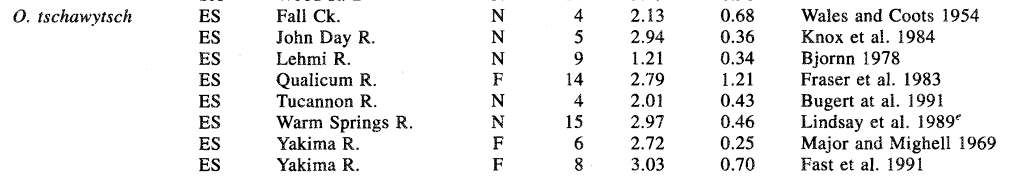 O. tschawytsch ES Fall Ck. N 4 2.13 0.68 Wales and Coots 1954
ES John Day R. N 5 2.94 0.36 Knox et al. 1984
ES Lehmi R. N 9 1.21 0.34 Bjornn 1978
ES Qualicum R. F 14 2.79 1.21 Fraser et al. 1983
ES Tucannon R. N 4 2.01 0.43 Bugert at al. 1991
ES Warm Springs R. N 15 2.97 0.46 Lindsay et al. 1989e
ES Yakima R. F 6 2.72 0.25 Major and Mighell 1969
ES Yakima R. F 8 3.03 0.70 Fast et al. 1991